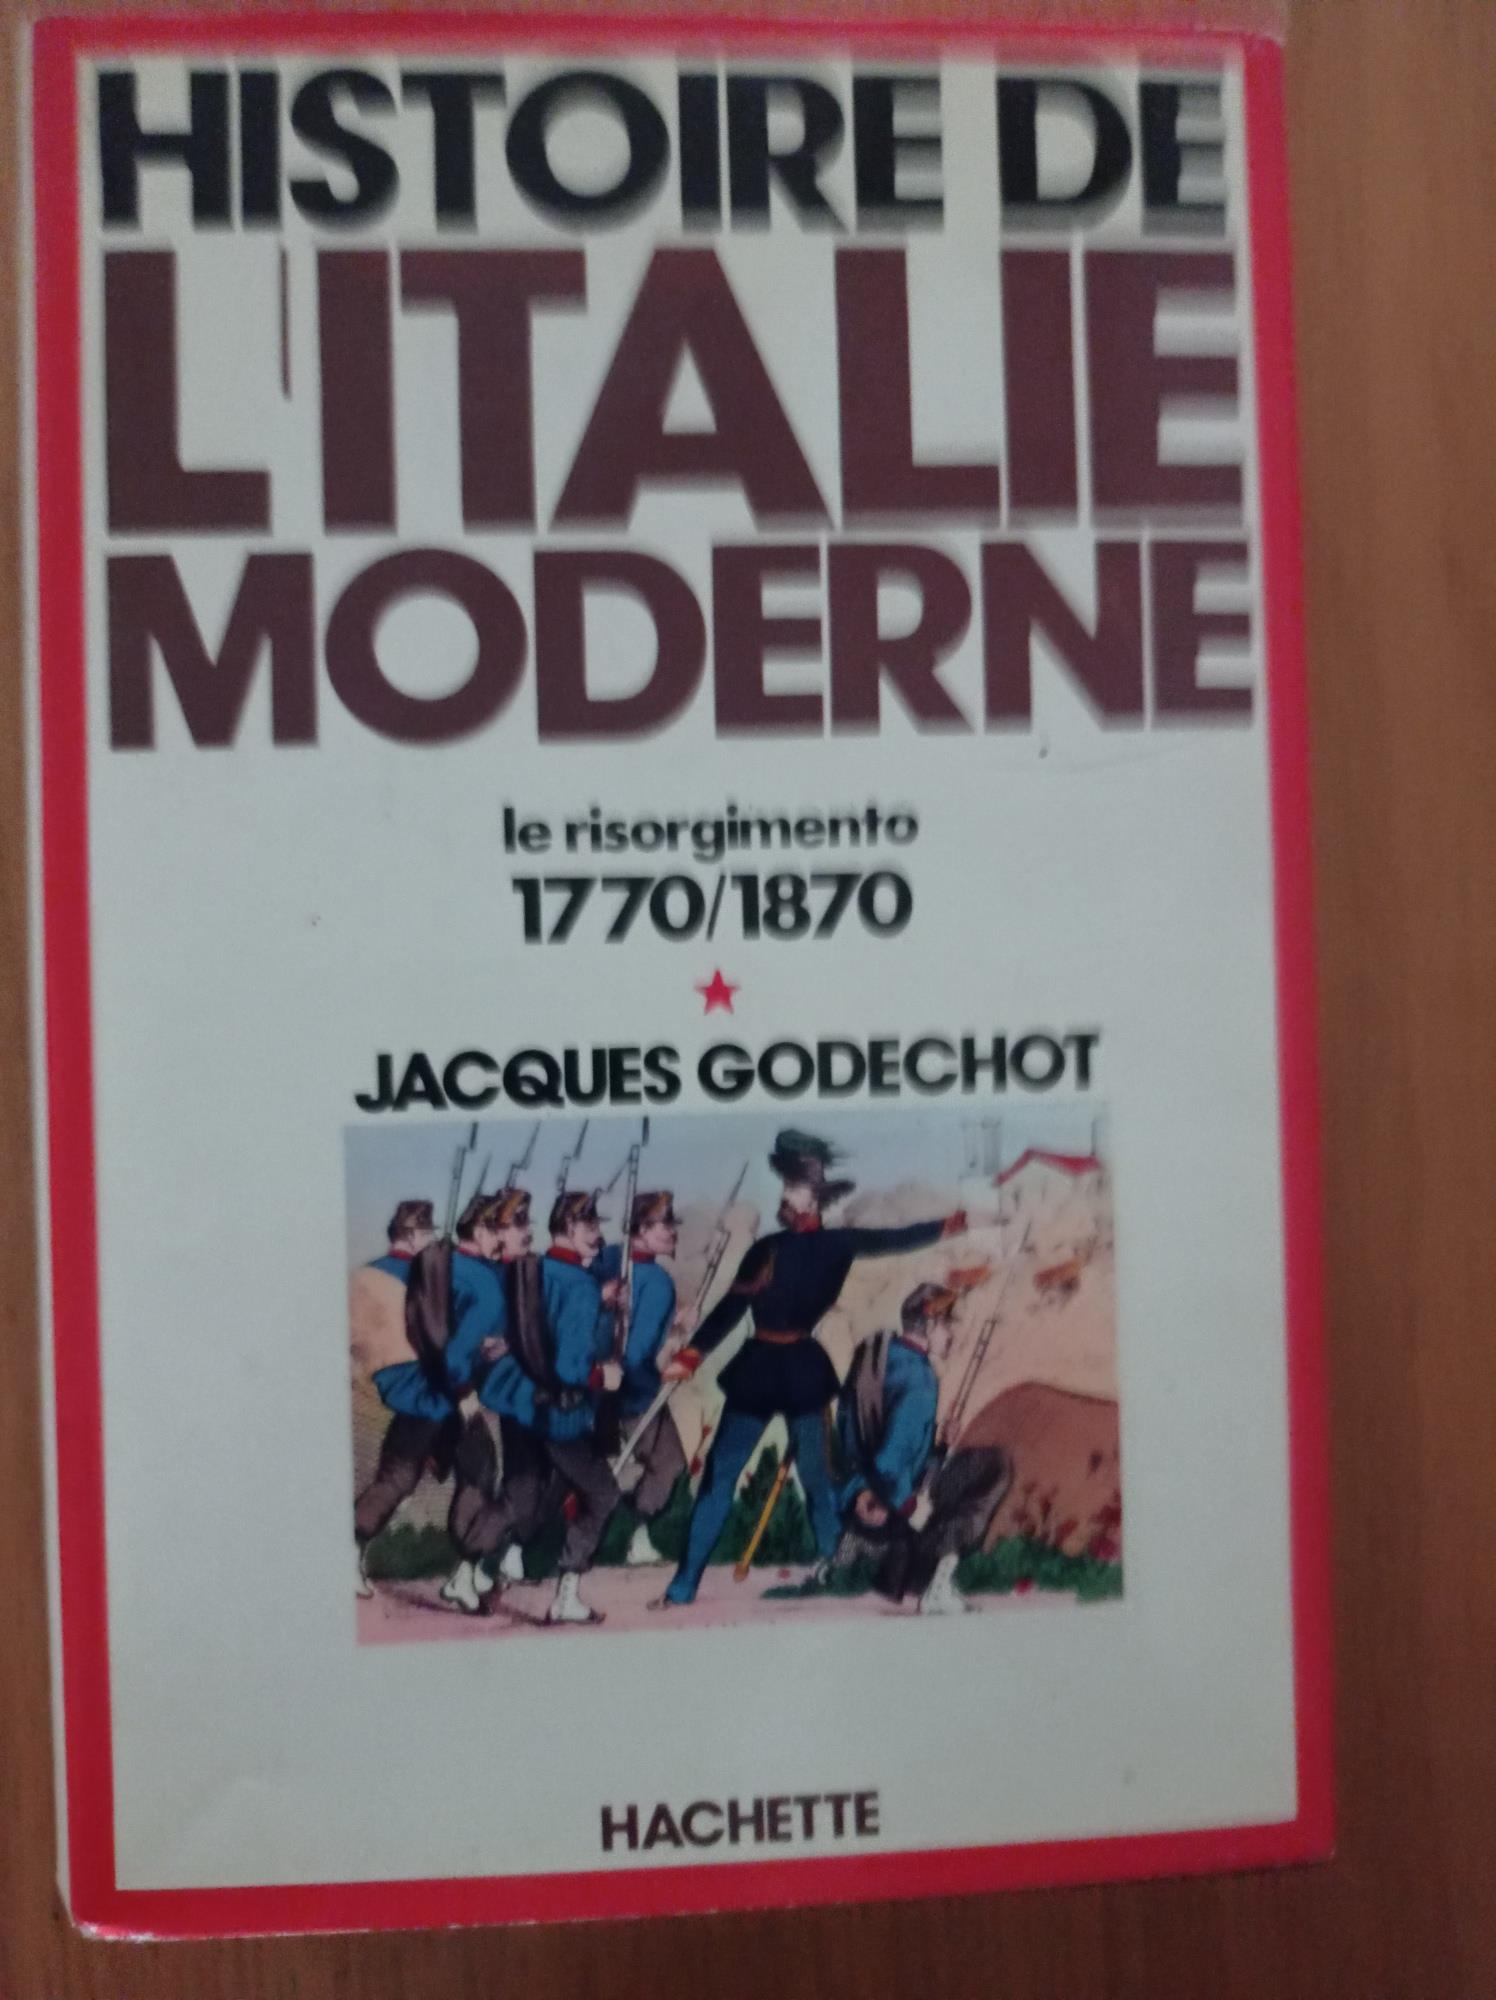 HISTOIRE DE
L'ITALIE
MODERNE
le risorgimento
1770/1870
JACQUES GODECHOT
HACHETTE